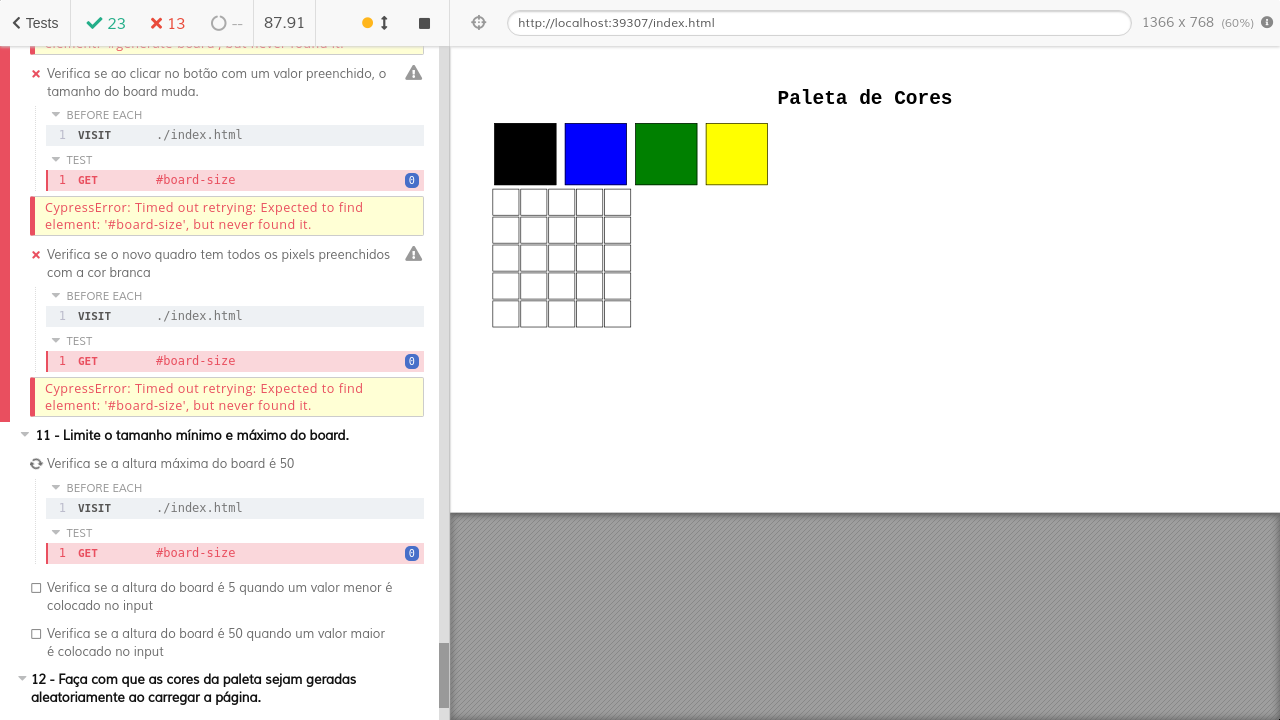 Tests 23 13 -- 87.91
http://localhost:39307/index.html 1366 x 768 (60%)
element: '#generate-board', but never found it.
Verifica se ao clicar no botão com um valor preenchido, o
tamanho do board muda.
BEFORE EACH
1 VISIT ./index.html
TEST
1 GET #board-size 0
CypressError: Timed out retrying: Expected to find
element: '#board-size', but never found it.
Verifica se o novo quadro tem todos os pixels preenchidos
com a cor branca
BEFORE EACH
1 VISIT ./index.html
TEST
1 GET #board-size 0
CypressError: Timed out retrying: Expected to find
element: '#board-size', but never found it.
11 - Limite o tamanho mínimo e máximo do board.
Verifica se a altura máxima do board é 50
BEFORE EACH
1 VISIT ./index.html
TEST
1 GET #board-size 0
Verifica se a altura do board é 5 quando um valor menor é
colocado no input
Verifica se a altura do board é 50 quando um valor maior
é colocado no input
12 - Faça com que as cores da paleta sejam geradas
aleatoriamente ao carregar a página.
Paleta de Cores